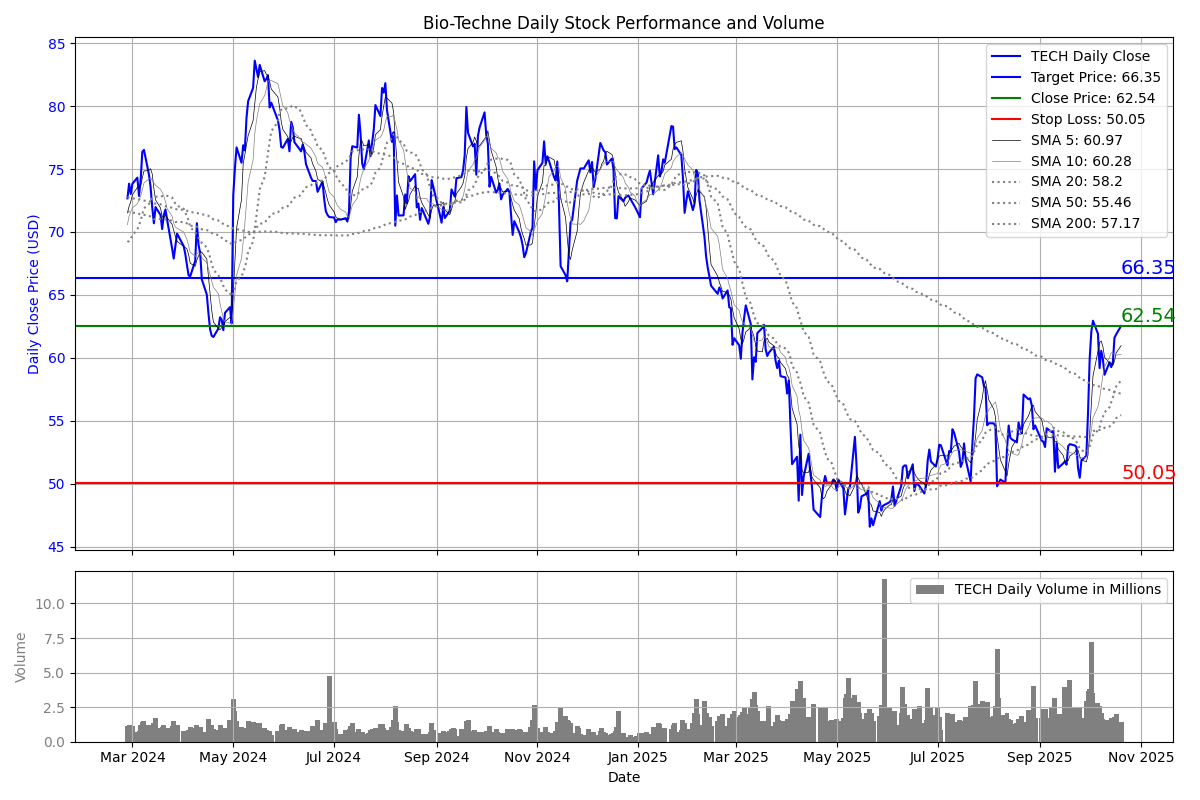 Bio-Techne Daily Stock Performance and Volume
85
80
75
70
65
60
55
50
45
Daily Close Price (USD)
TECH Daily Close
Target Price: 66.35
Close Price: 62.54
Stop Loss: 50.05
SMA 5: 60.97
SMA 10: 60.28
SMA 20: 58.2
SMA 50: 55.46
SMA 200: 57.17
66.35
62.54
50.05
10.0
7.5
5.0
2.5
0.0
Volume
TECH Daily Volume in Millions
Mar 2024 May 2024 Jul 2024 Sep 2024 Nov 2024 Jan 2025 Mar 2025 May 2025 Jul 2025 Sep 2025 Nov 2025
Date